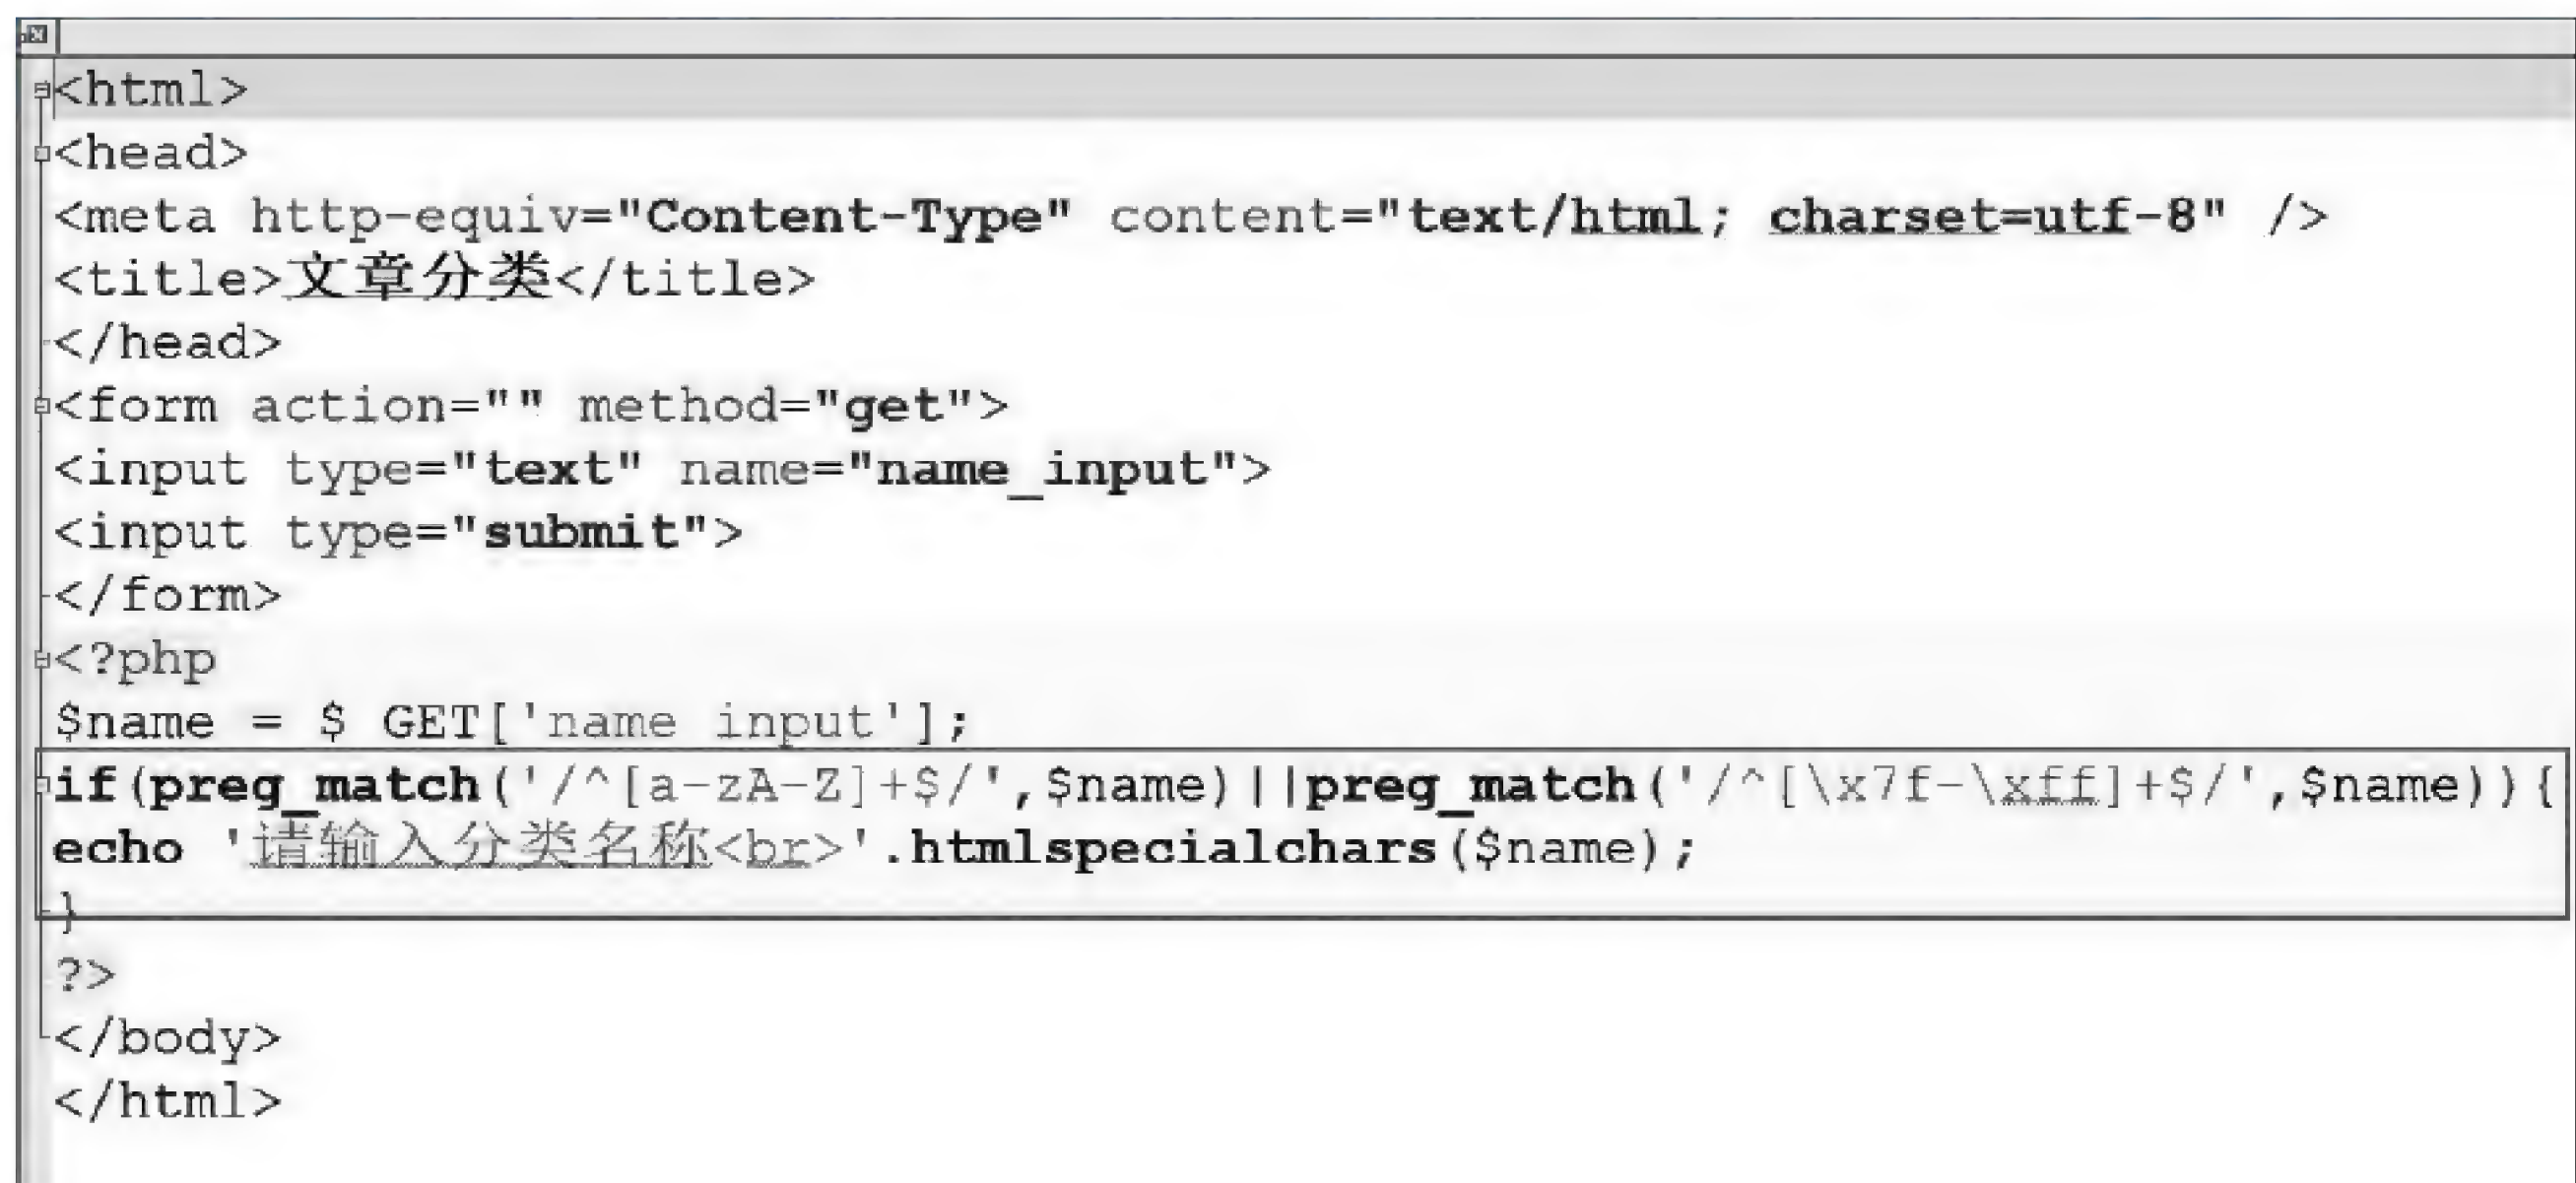 <html>
<head>
<meta http-equiv="Content-Type" content="text/html; charset=utf-8" />
<title>文章分类</title>
</head>
<form action="" method="get">
<input type="text" name="name_input">
<input type="submit">
</form>
<?php
$name = $ GET['name input'];
if(preg_match('/^[a-zA-Z]+$/',$name)||preg_match('/^[\x7f-\xff]+$/',$name)){
echo '请输入分类名称<br>'.htmlspecialchars($name);
}
?>
</body>
</html>